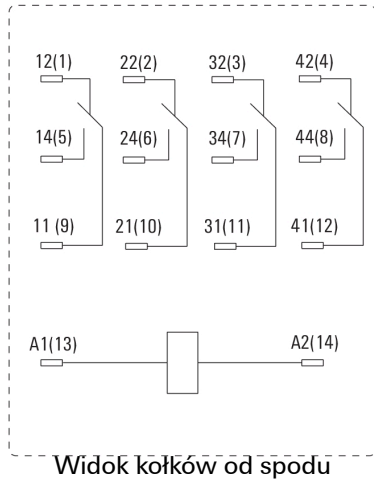 12(1) 22(2) 32(3) 42(4)
14(5) 24(6) 34(7) 44(8)
11 (9) 21(10) 31(11) 41(12)
A1(13) A2(14)
Widok kołków od spodu